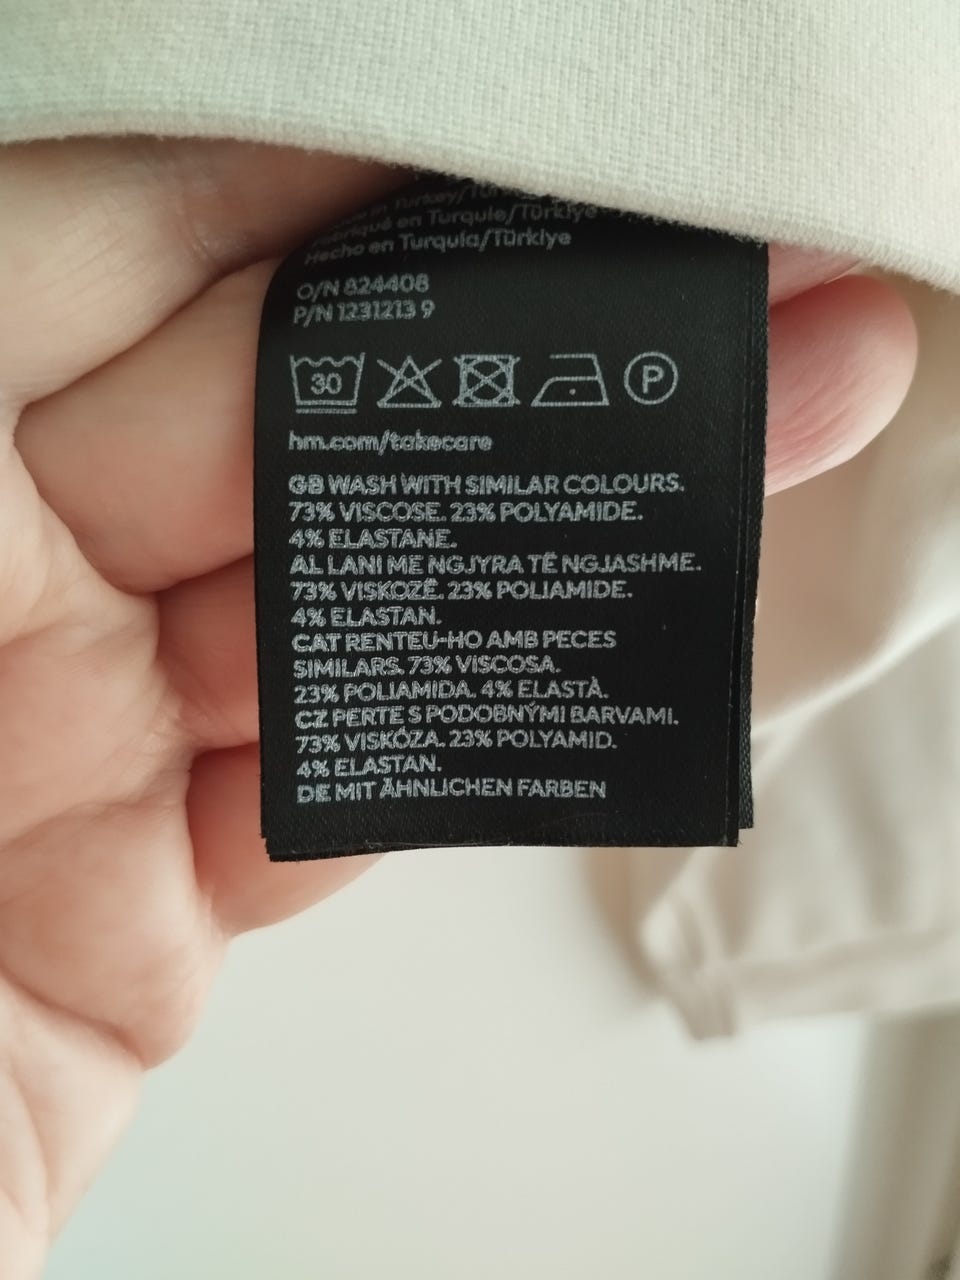 in Turkey/
Fabriqué en Turquie/Türkiye
Hecho en Turquía/Türkiye
O/N 824408
P/N 1231213 9
30 P
hm.com/takecare
GB WASH WITH SIMILAR COLOURS.
73% VISCOSE. 23% POLYAMIDE.
4% ELASTANE.
AL LANI ME NGJYRA TË NGJASHME.
73% VISKOZË. 23% POLIAMIDE.
4% ELASTAN.
CAT RENTEU-HO AMB PECES
SIMILARS. 73% VISCOSA.
23% POLIAMIDA. 4% ELASTÀ.
CZ PERTE S PODOBNÝMI BARVAMI.
73% VISKÓZA. 23% POLYAMID.
4% ELASTAN.
DE MIT ÄHNLICHEN FARBEN